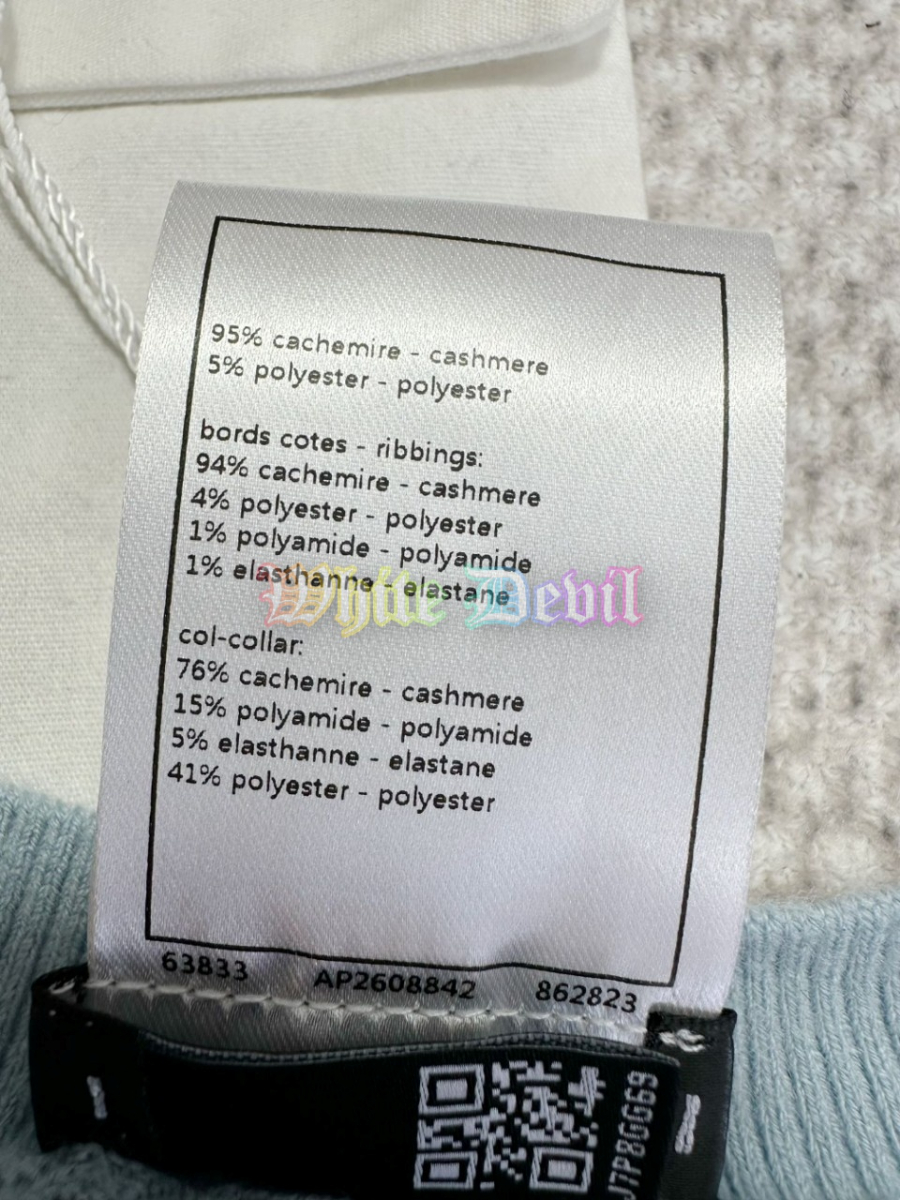 95% cachemire - cashmere
5% polyester - polyester
bords cotes - ribbings:
94% cachemire - cashmere
4% polyester - polyester
1% polyamide - polyamide
1% elasthanne - elastane
White Devil
col-collar:
76% cachemire - cashmere
15% polyamide - polyamide
5% elasthanne - elastane
41% polyester - polyester
63833 AP2608842 862823
J7P8GG69